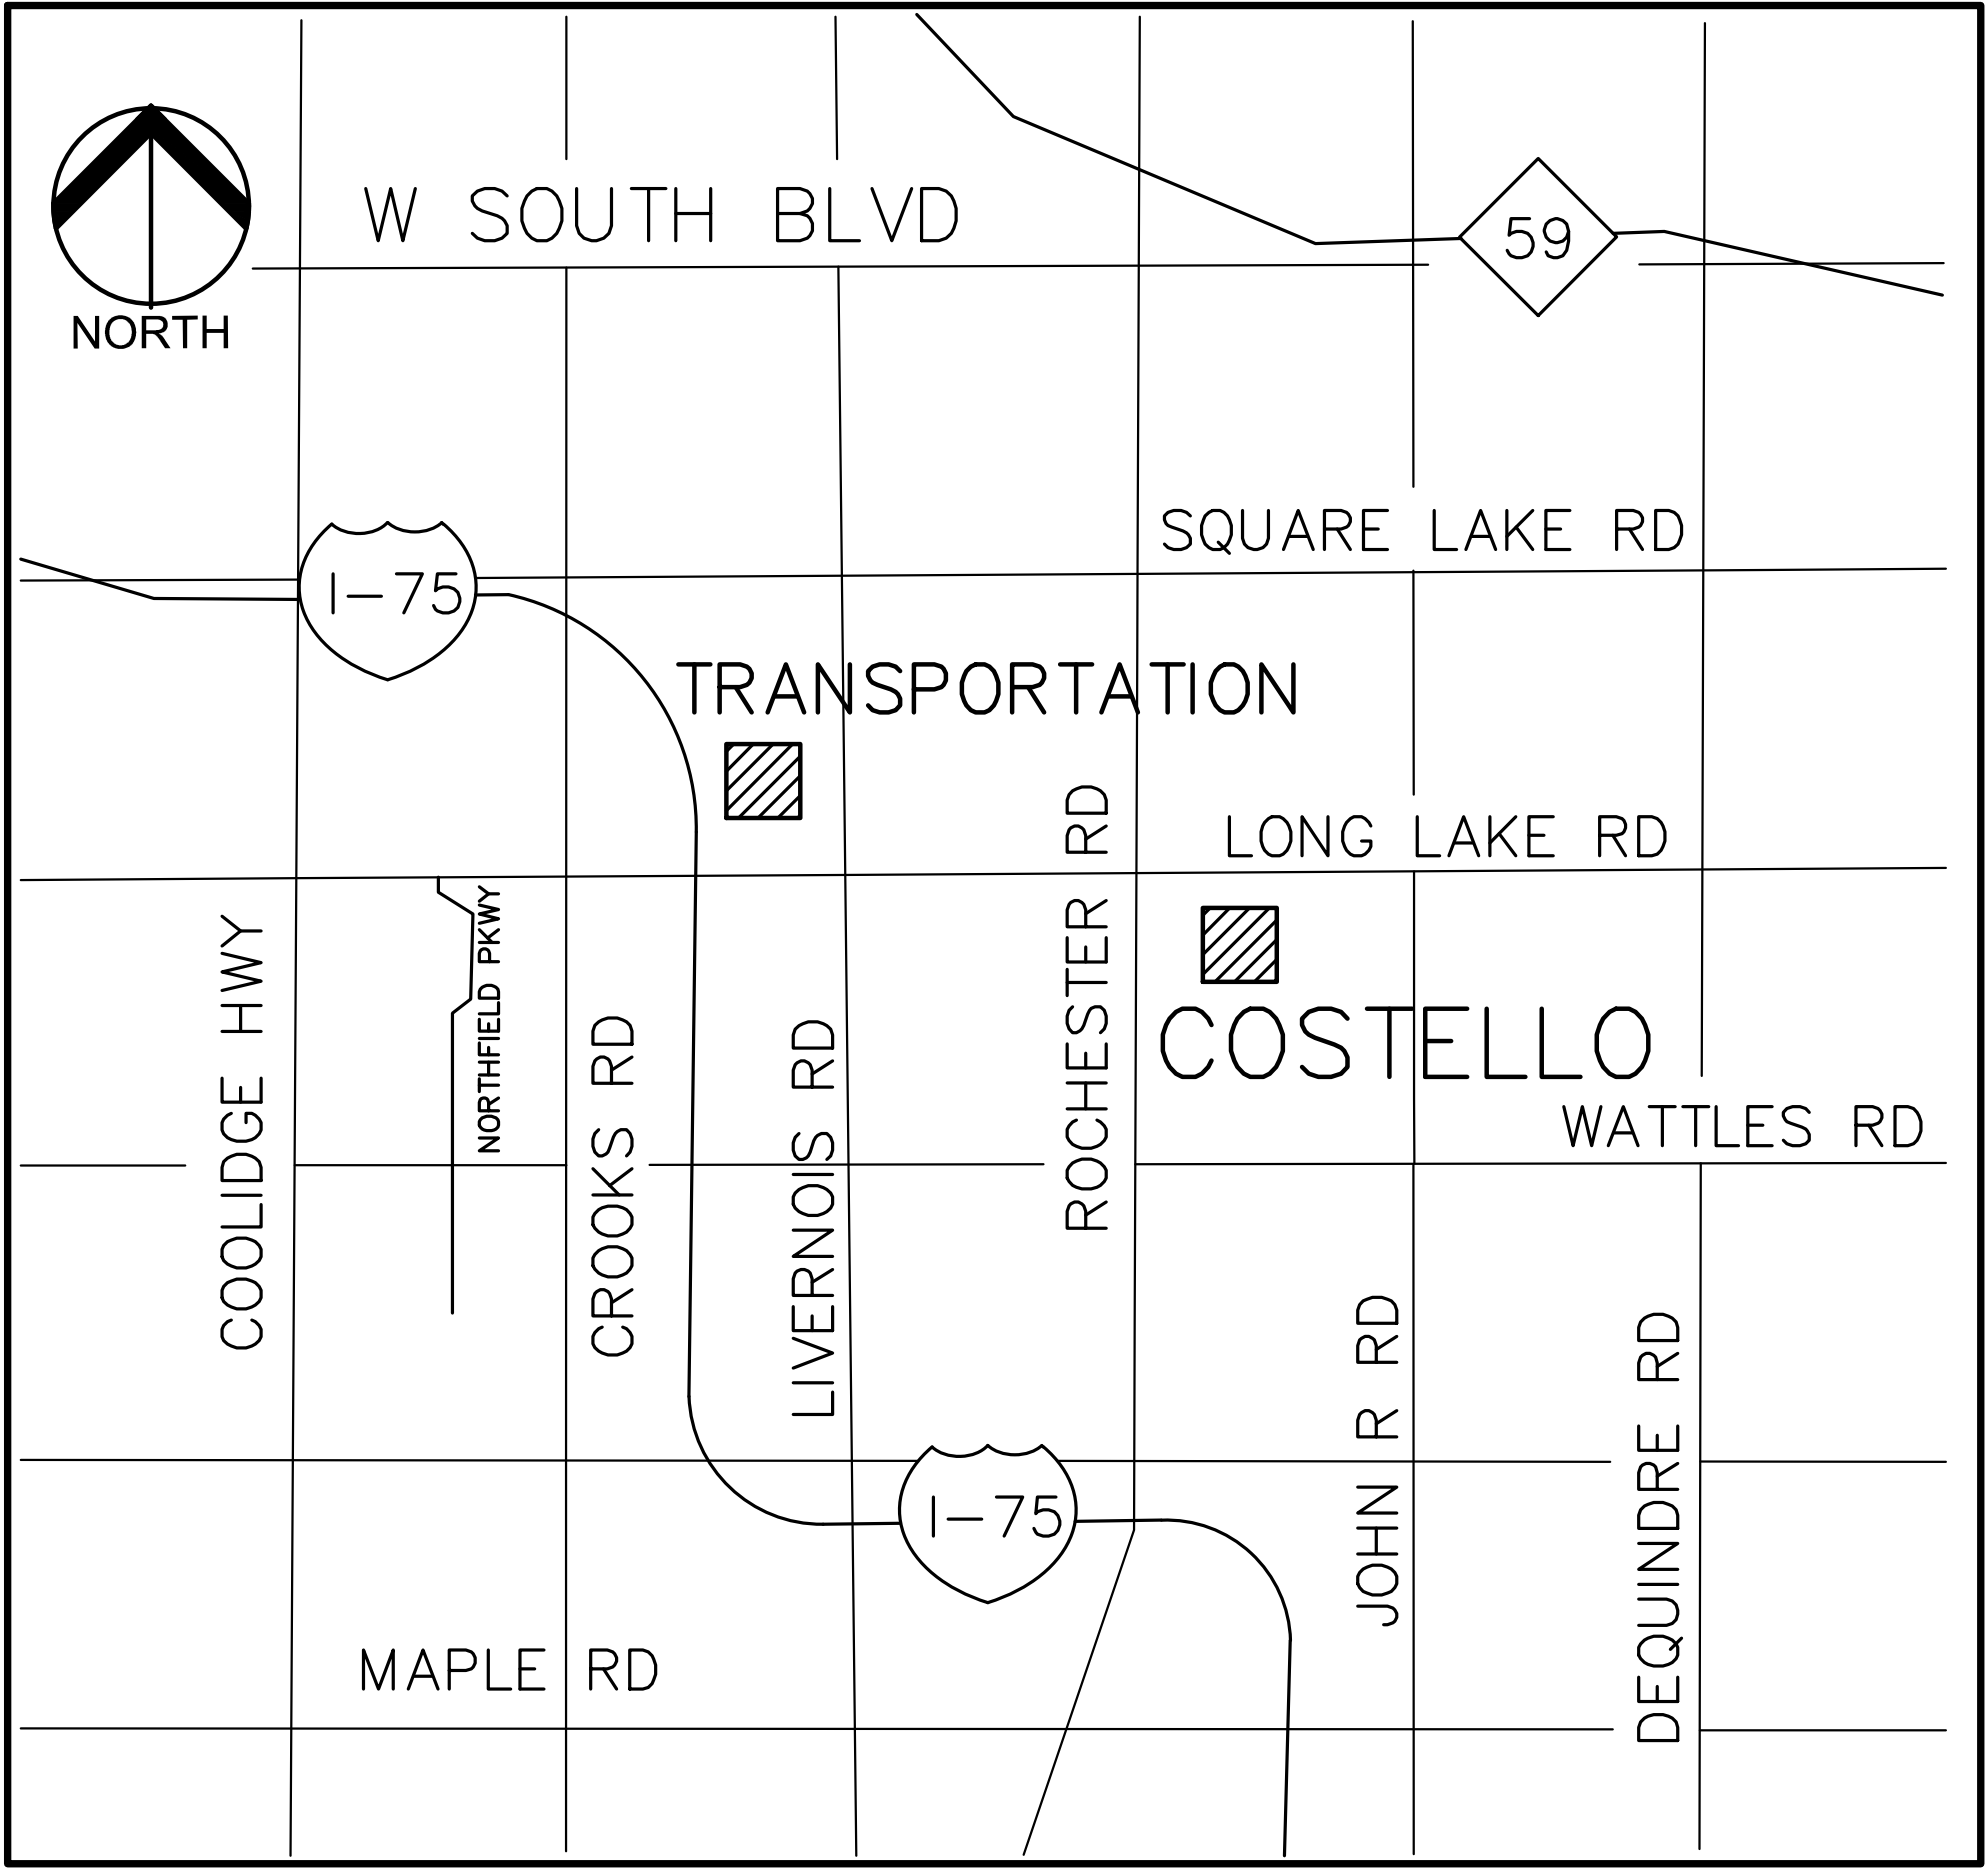 W SOUTH BLVD
59
NORTH
SQUARE LAKE RD
I-75
TRANSPORTATION
LONG LAKE RD
COOLIDGE HWY
NORTHFIELD PKWY
CROOKS RD
LIVERNOIS RD
ROCHESTER RD
COSTELLO
WATTLES RD
JOHN R RD
DEQUINDRE RD
I-75
MAPLE RD